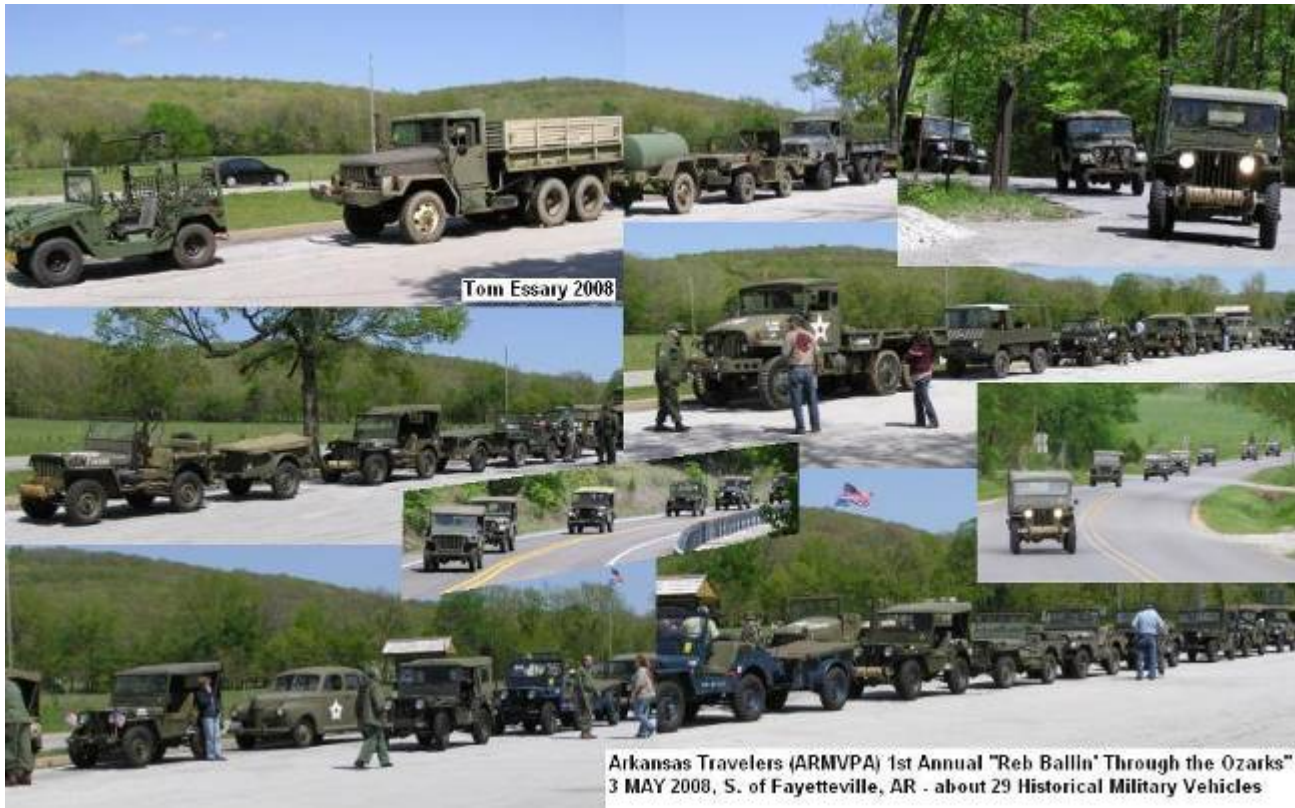 Tom Essary 2008
Arkansas Travelers (ARMVPA) 1st Annual "Reb Ballin' Through the Ozarks"
3 MAY 2008, S. of Fayetteville, AR - about 29 Historical Military Vehicles